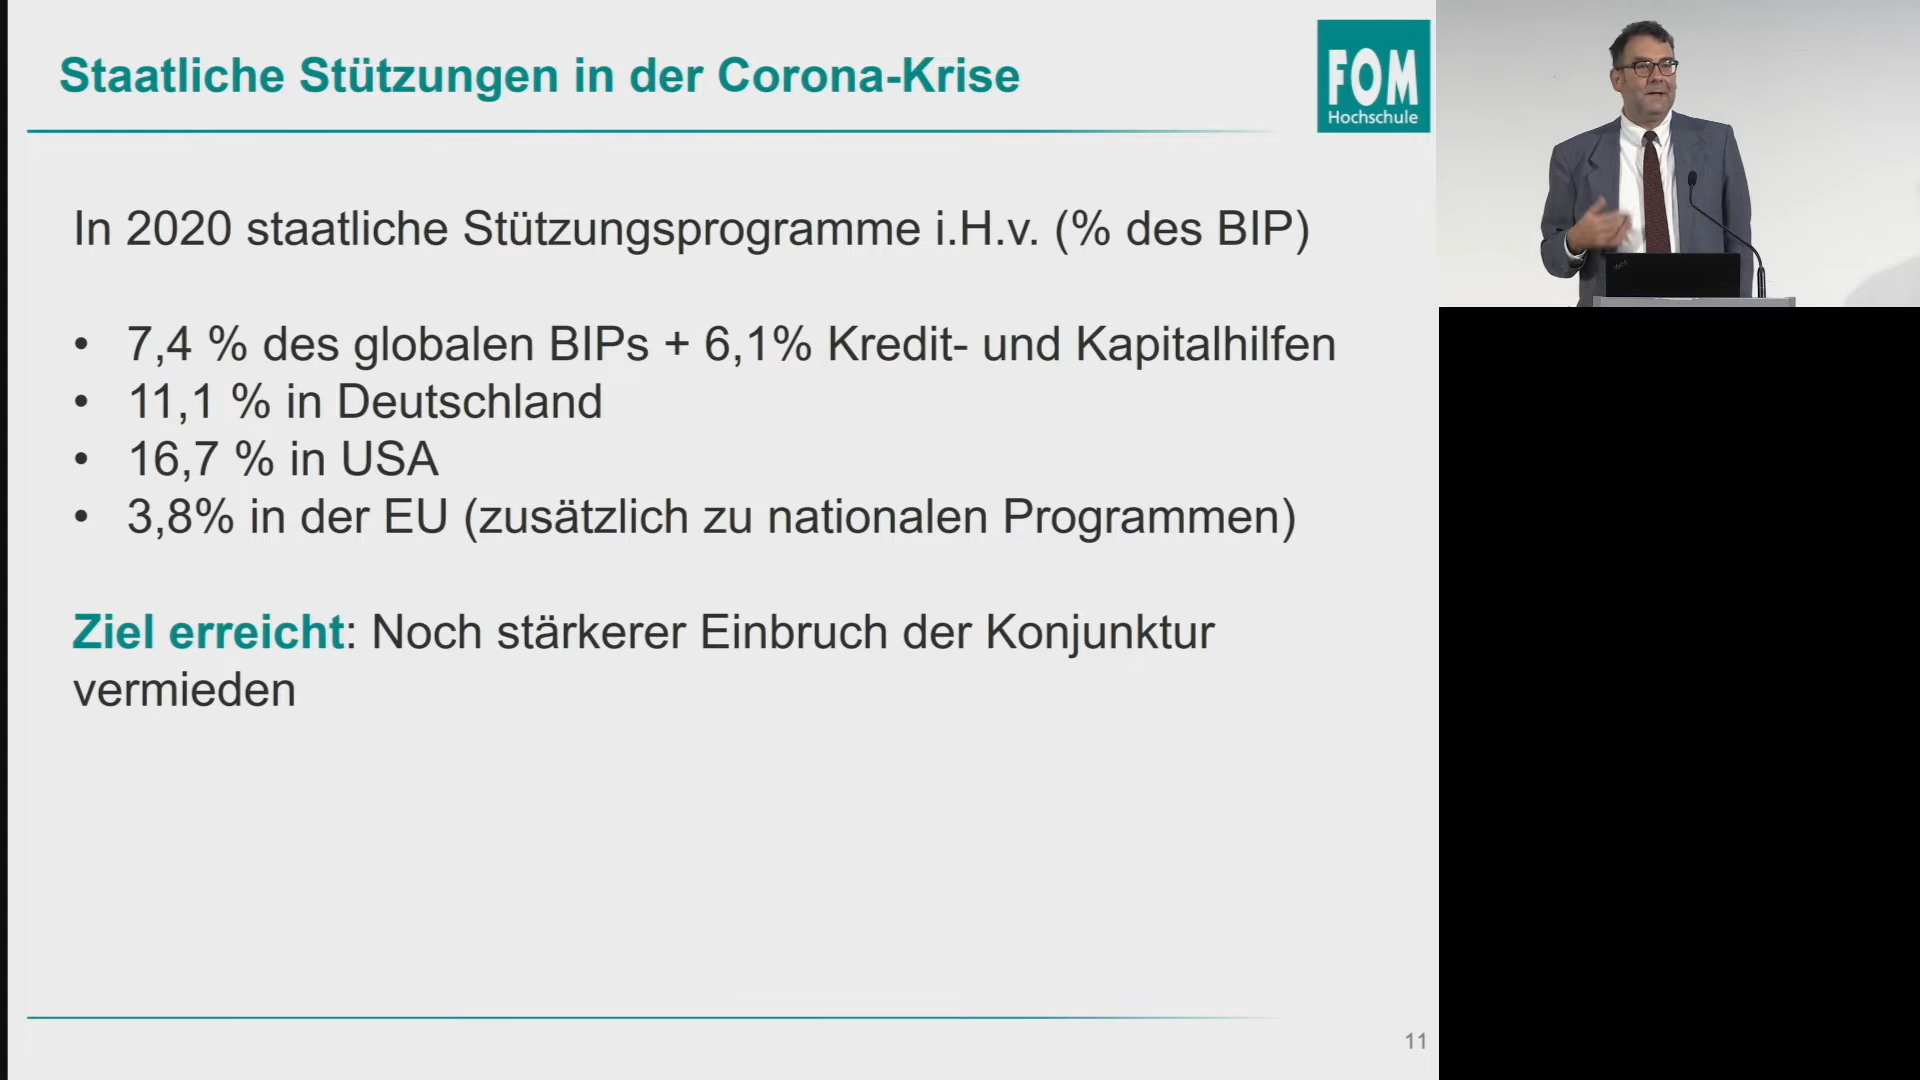 Staatliche Stützungen in der Corona-Krise
FOM
Hochschule
In 2020 staatliche Stützungsprogramme i.H.v. (% des BIP)
• 7,4 % des globalen BIPs + 6,1% Kredit- und Kapitalhilfen
• 11,1 % in Deutschland
• 16,7 % in USA
• 3,8% in der EU (zusätzlich zu nationalen Programmen)
Ziel erreicht: Noch stärkerer Einbruch der Konjunktur
vermieden
11